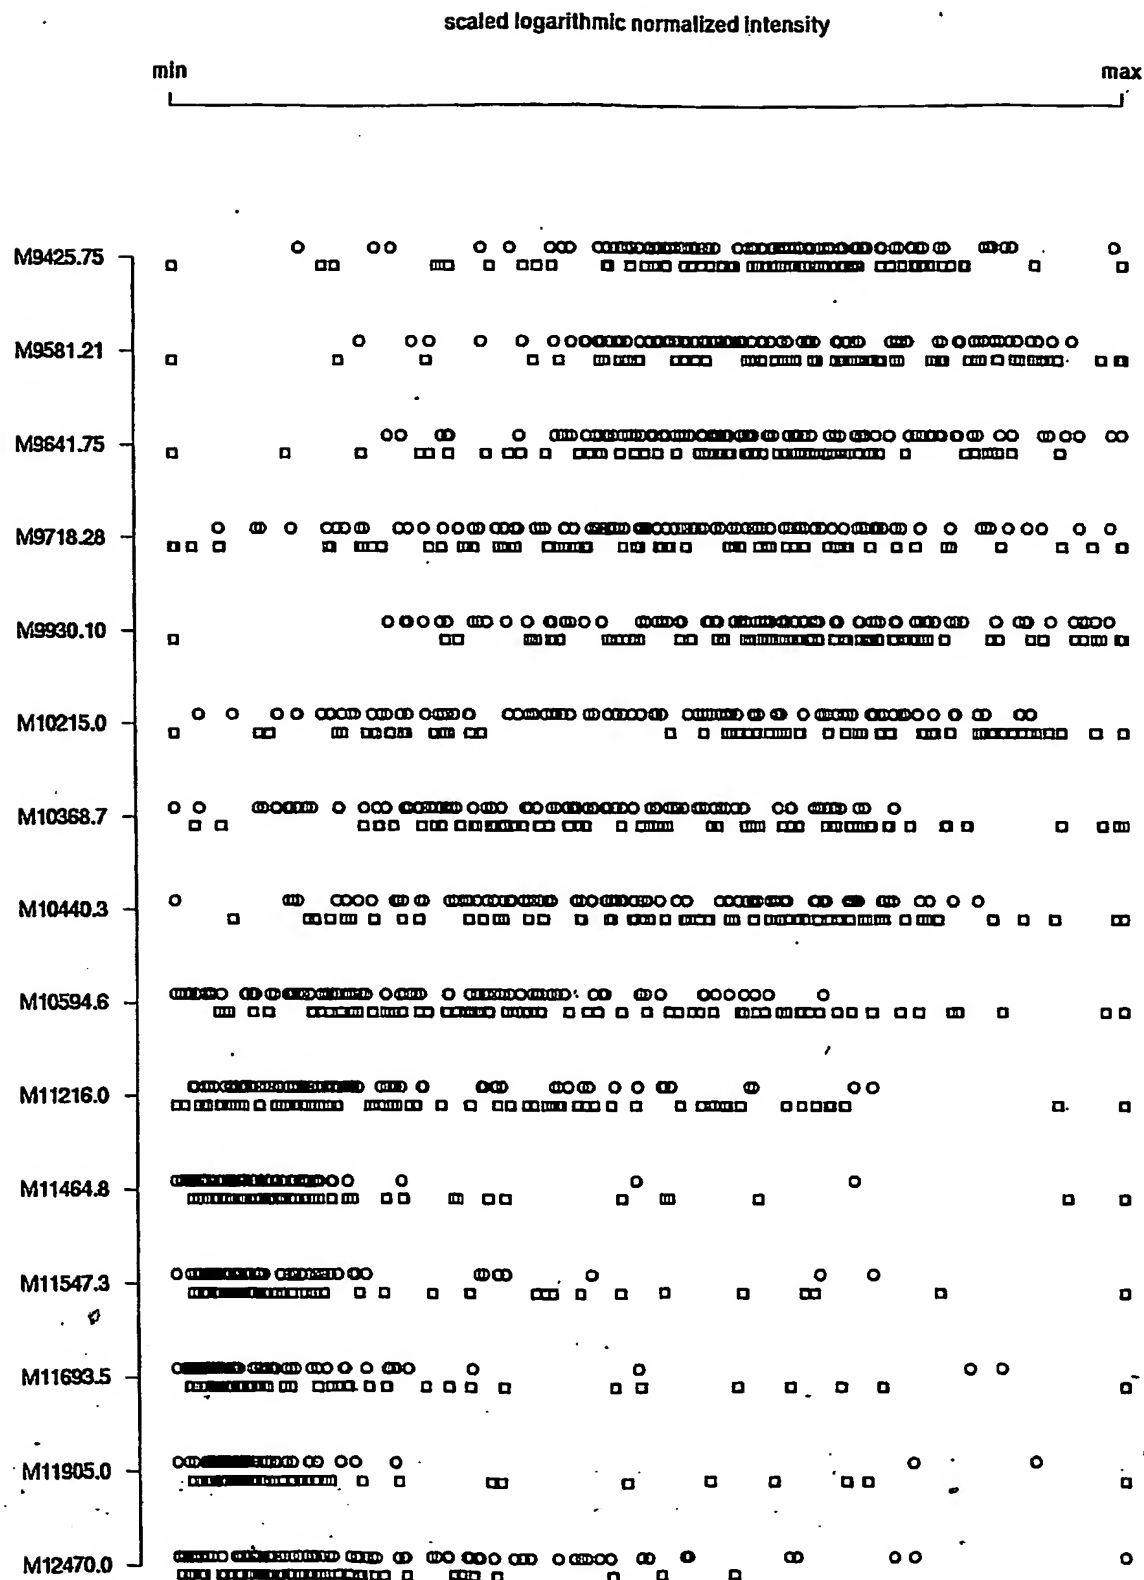 scaled logarithmic normalized intensity
min max
M9425.75
M9581.21
M9641.75
M9718.28
M9930.10
M10215.0
M10368.7
M10440.3
M10594.6
M11216.0
M11464.8
M11547.3
M11693.5
M11905.0
M12470.0